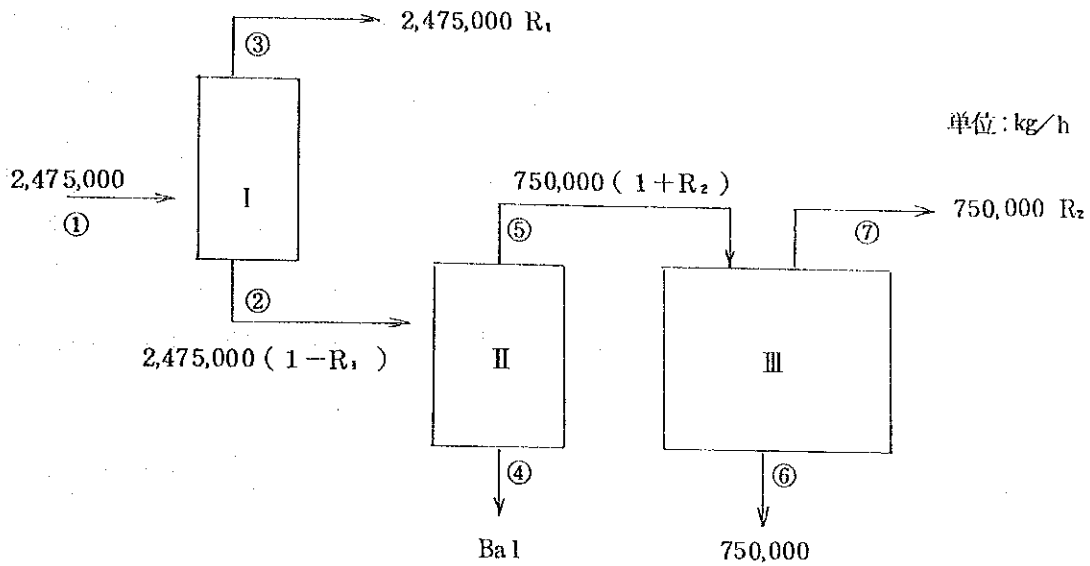 2,475,000 R₁
③
単位:kg/h
2,475,000
①
I
750,000 ( 1+R₂ )
⑤
750,000 R₂
⑦
②
2,475,000 ( 1-R₁ )
II
III
④
⑥
Bal
750,000